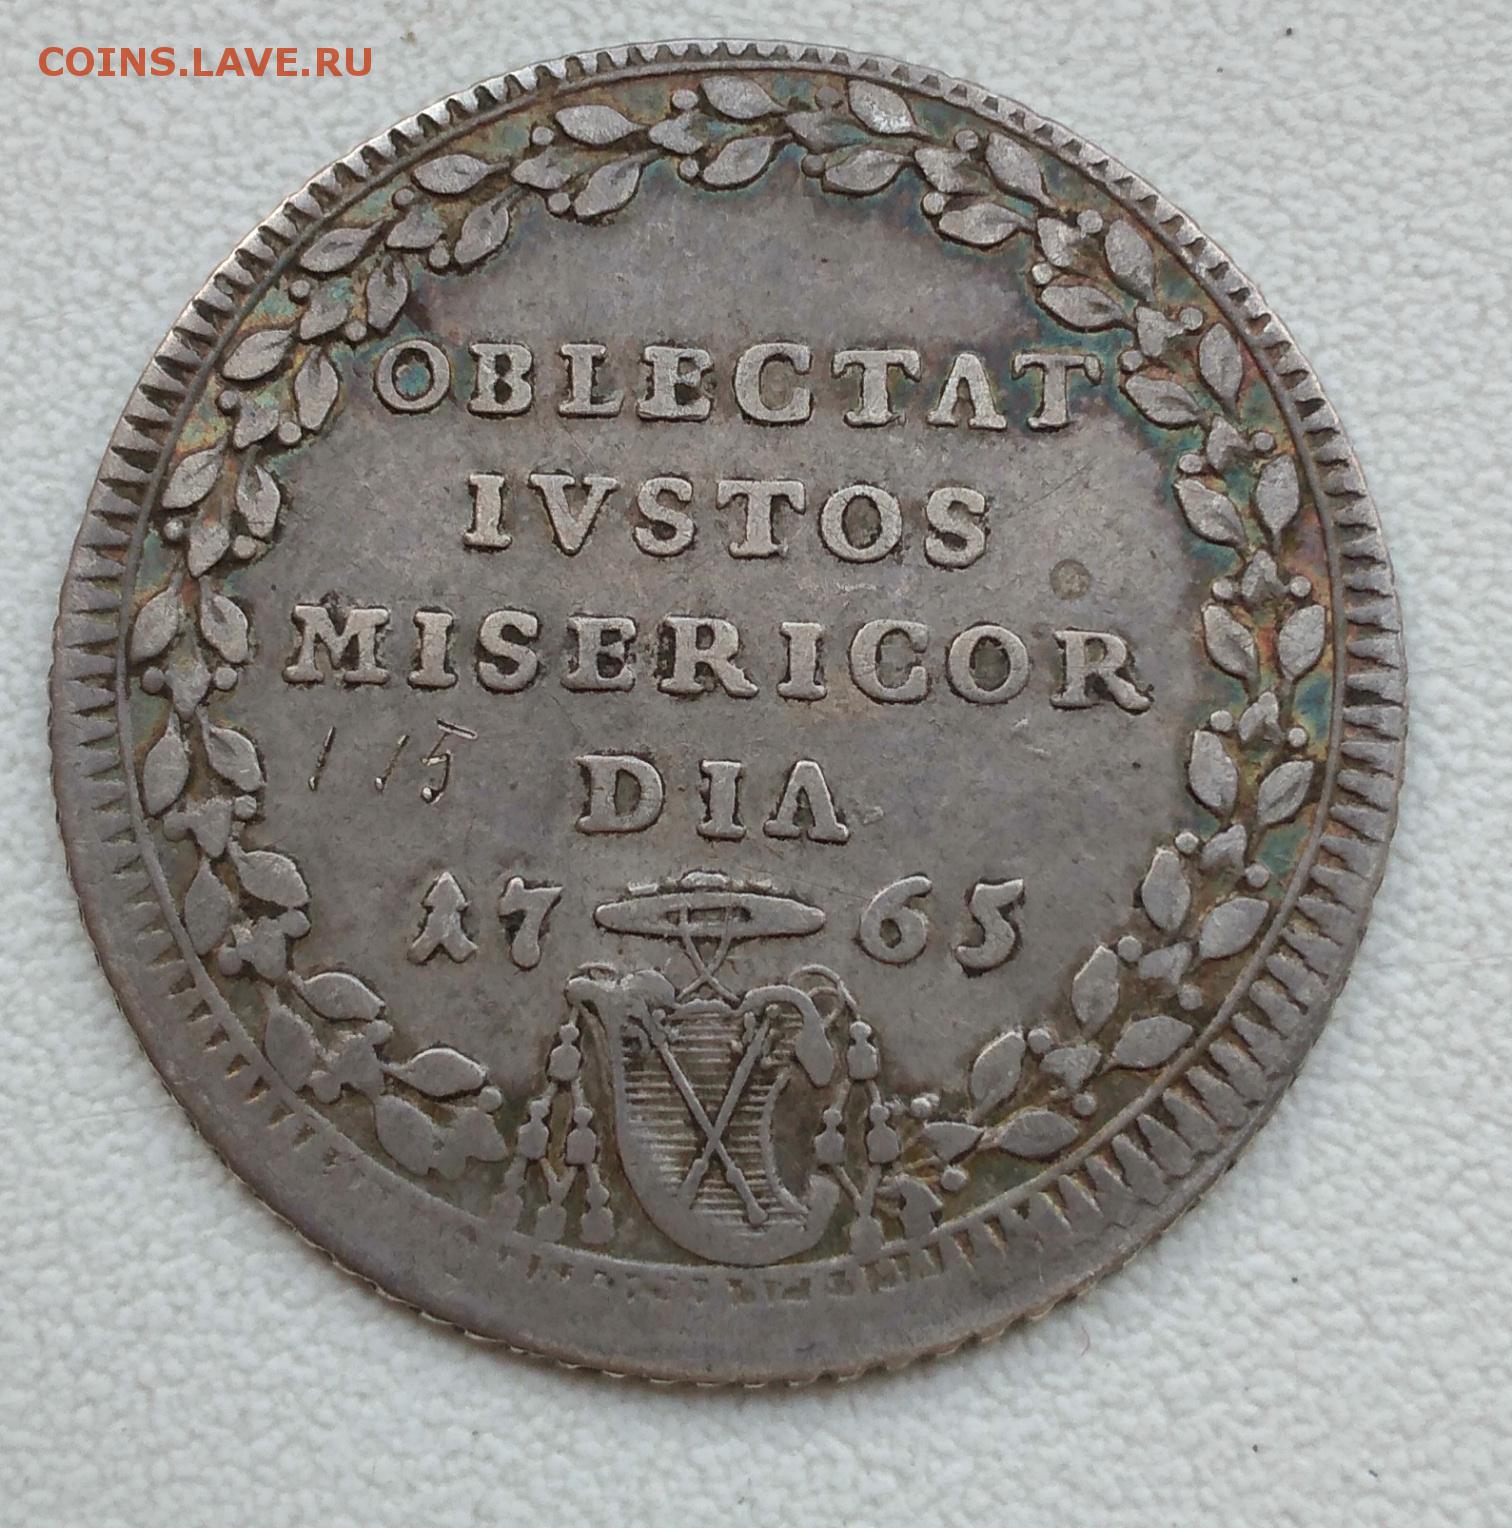 COINS.LAVE.RU
OBLECTAT
IVSTOS
MISERICOR
115
DIA
1765